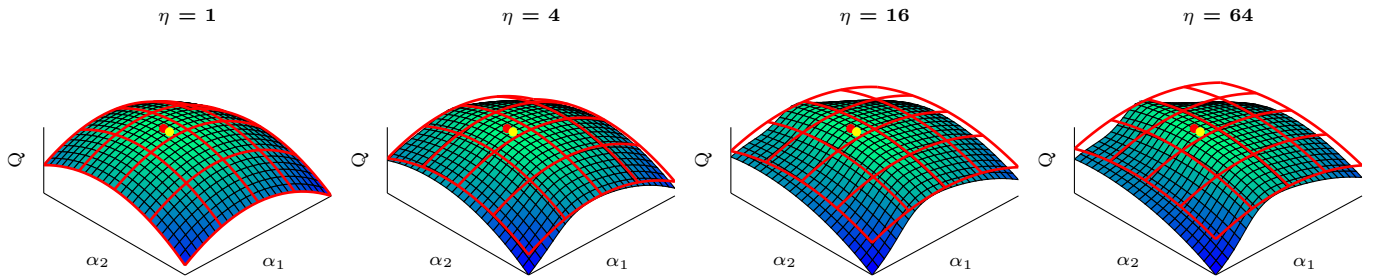 η = 1
η = 4
η = 16
η = 64
Q
α₂
α₁
Q
α₂
α₁
Q
α₂
α₁
Q
α₂
α₁